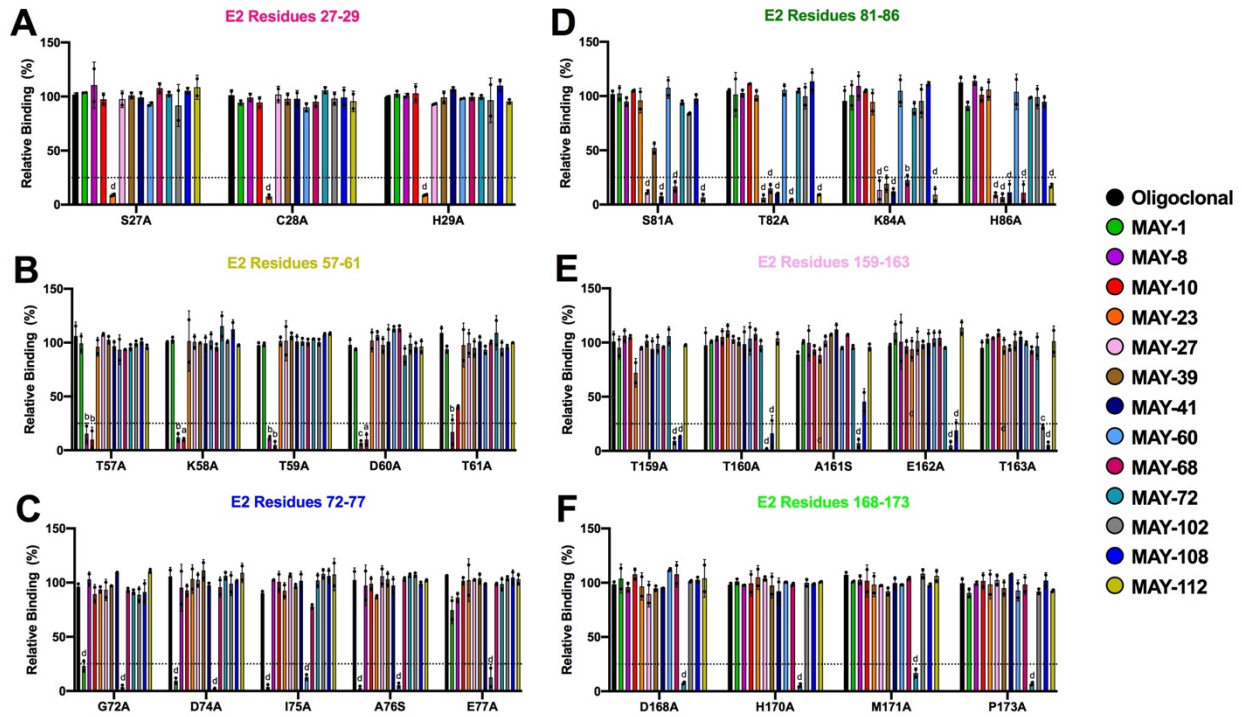 A
E2 Residues 27-29
Relative Binding (%)
150
100
50
0
d
d
d
S27A
C28A
H29A
B
E2 Residues 57-61
Relative Binding (%)
150
100
50
0
b
b
b
a
b
b
c
a
b
T57A
K58A
T59A
D60A
T61A
C
E2 Residues 72-77
Relative Binding (%)
150
100
50
0
d
d
d
d
d
d
d
d
d
G72A
D74A
I75A
A76S
E77A
D
E2 Residues 81-86
Relative Binding (%)
150
100
50
0
d
d
d
d
d
d
d
d
d
d
c
d
b
d
d
d
d
d
d
S81A
T82A
K84A
H86A
E
E2 Residues 159-163
Relative Binding (%)
150
100
50
0
d
d
d
d
d
d
d
d
d
d
c
d
T159A
T160A
A161S
E162A
T163A
F
E2 Residues 168-173
Relative Binding (%)
150
100
50
0
d
d
d
d
D168A
H170A
M171A
P173A
Oligoclonal
MAY-1
MAY-8
MAY-10
MAY-23
MAY-27
MAY-39
MAY-41
MAY-60
MAY-68
MAY-72
MAY-102
MAY-108
MAY-112